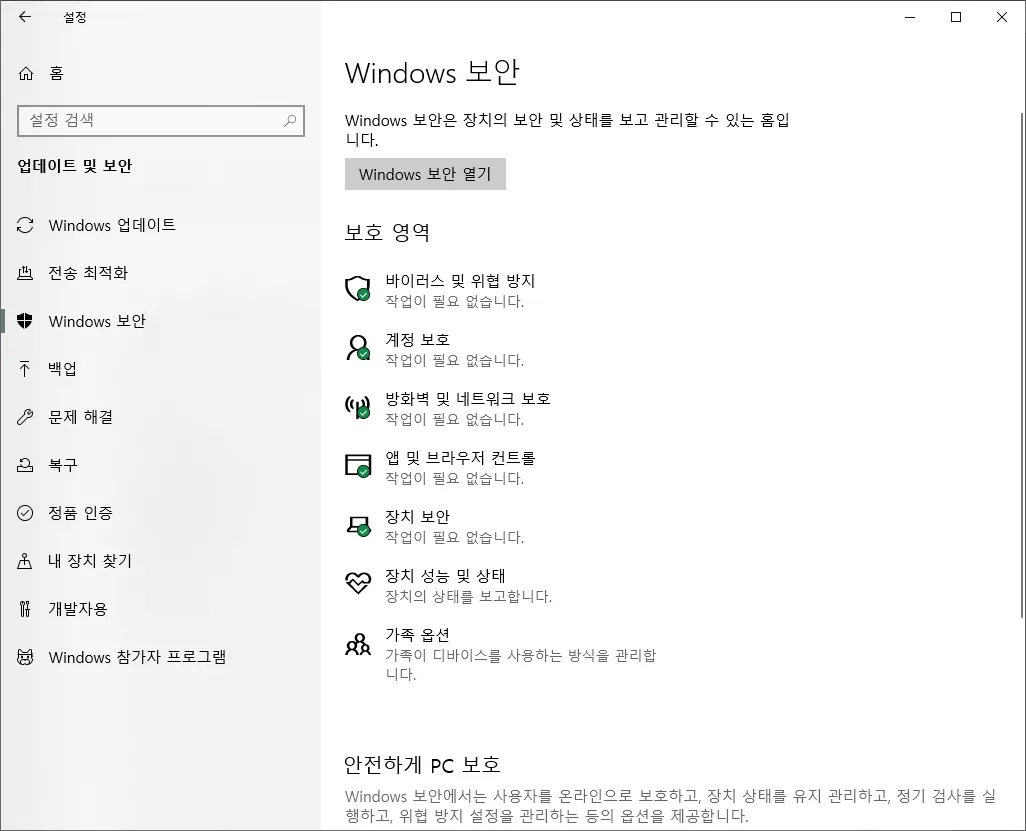 설정
홈
설정 검색
업데이트 및 보안
Windows 업데이트
전송 최적화
Windows 보안
백업
문제 해결
복구
정품 인증
내 장치 찾기
개발자용
Windows 참가자 프로그램
Windows 보안
Windows 보안은 장치의 보안 및 상태를 보고 관리할 수 있는 홈입
니다.
Windows 보안 열기
보호 영역
바이러스 및 위협 방지
작업이 필요 없습니다.
계정 보호
작업이 필요 없습니다.
방화벽 및 네트워크 보호
작업이 필요 없습니다.
앱 및 브라우저 컨트롤
작업이 필요 없습니다.
장치 보안
작업이 필요 없습니다.
장치 성능 및 상태
장치의 상태를 보고합니다.
가족 옵션
가족이 디바이스를 사용하는 방식을 관리합
니다.
안전하게 PC 보호
Windows 보안에서는 사용자를 온라인으로 보호하고, 장치 상태를 유지 관리하고, 정기 검사를 실
행하고, 위협 방지 설정을 관리하는 등의 옵션을 제공합니다.